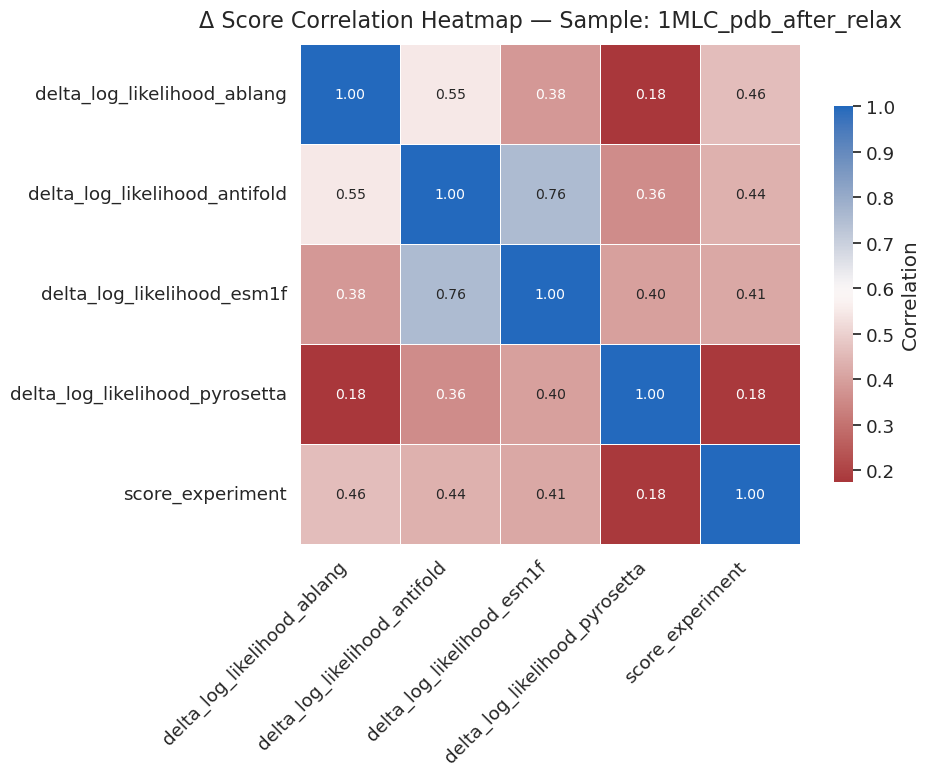 Δ Score Correlation Heatmap — Sample: 1MLC_pdb_after_relax
delta_log_likelihood_ablang 1.00 0.55 0.38 0.18 0.46
delta_log_likelihood_antifold 0.55 1.00 0.76 0.36 0.44
delta_log_likelihood_esm1f 0.38 0.76 1.00 0.40 0.41
delta_log_likelihood_pyrosetta 0.18 0.36 0.40 1.00 0.18
score_experiment 0.46 0.44 0.41 0.18 1.00
delta_log_likelihood_ablang
delta_log_likelihood_antifold
delta_log_likelihood_esm1f
delta_log_likelihood_pyrosetta
score_experiment
1.0
0.9
0.8
0.7
0.6
0.5
0.4
0.3
0.2
Correlation